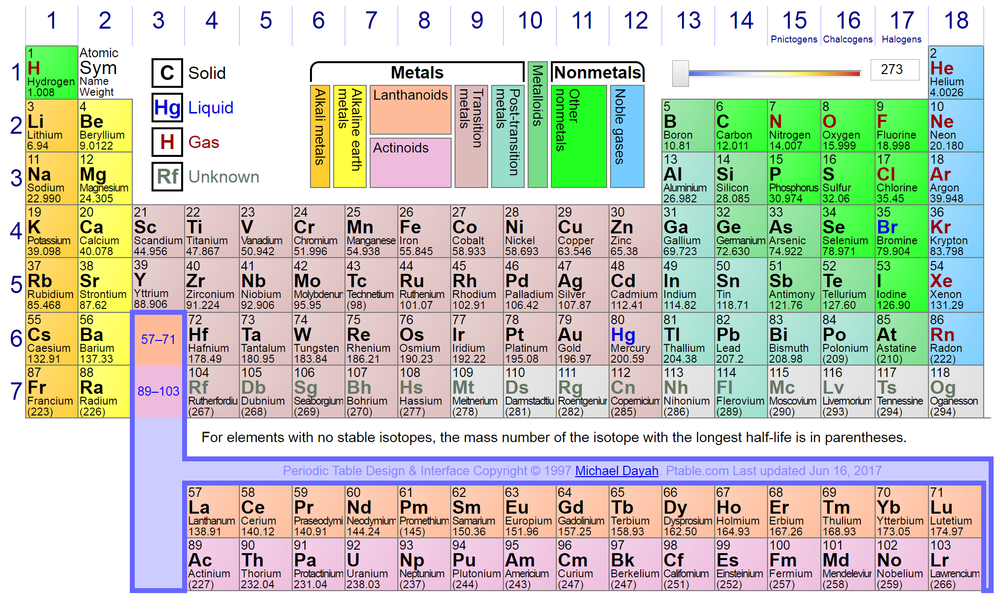 1 2 3 4 5 6 7 8 9 10 11 12 13 14 15 16 17 18
Pnictogens Chalcogens Halogens
1
1
H
Hydrogen
1.008
Atomic
Sym
Name
Weight
C Solid
Hg Liquid
H Gas
Rf Unknown
Metals
Metalloids
Nonmetals
Alkali metals
Alkaline earth
metals
Lanthanoids
Actinoids
Transition
metals
Post-transition
metals
Other
nonmetals
Noble gases
273
2
He
Helium
4.0026
2
3 4 5 6 7 8 9 10
Li Be B C N O F Ne
Lithium Beryllium Boron Carbon Nitrogen Oxygen Fluorine Neon
6.94 9.0122 10.81 12.011 14.007 15.999 18.998 20.180
3
11 12 13 14 15 16 17 18
Na Mg Al Si P S Cl Ar
Sodium Magnesium Aluminium Silicon Phosphorus Sulfur Chlorine Argon
22.990 24.305 26.982 28.085 30.974 32.06 35.45 39.948
4
19 20 21 22 23 24 25 26 27 28 29 30 31 32 33 34 35 36
K Ca Sc Ti V Cr Mn Fe Co Ni Cu Zn Ga Ge As Se Br Kr
Potassium Calcium Scandium Titanium Vanadium Chromium Manganese Iron Cobalt Nickel Copper Zinc Gallium Germanium Arsenic Selenium Bromine Krypton
39.098 40.078 44.956 47.867 50.942 51.996 54.938 55.845 58.933 58.693 63.546 65.38 69.723 72.630 74.922 78.971 79.904 83.798
5
37 38 39 40 41 42 43 44 45 46 47 48 49 50 51 52 53 54
Rb Sr Y Zr Nb Mo Tc Ru Rh Pd Ag Cd In Sn Sb Te I Xe
Rubidium Strontium Yttrium Zirconium Niobium Molybdenum Technetium Ruthenium Rhodium Palladium Silver Cadmium Indium Tin Antimony Tellurium Iodine Xenon
85.468 87.62 88.906 91.224 92.906 95.95 (98) 101.07 102.91 106.42 107.87 112.41 114.82 118.71 121.76 127.60 126.90 131.29
6
55 56 72 73 74 75 76 77 78 79 80 81 82 83 84 85 86
Cs Ba 57–71 Hf Ta W Re Os Ir Pt Au Hg Tl Pb Bi Po At Rn
Caesium Barium Hafnium Tantalum Tungsten Rhenium Osmium Iridium Platinum Gold Mercury Thallium Lead Bismuth Polonium Astatine Radon
132.91 137.33 178.49 180.95 183.84 186.21 190.23 192.22 195.08 196.97 200.59 204.38 207.2 208.98 (209) (210) (222)
7
87 88 104 105 106 107 108 109 110 111 112 113 114 115 116 117 118
Fr Ra 89–103 Rf Db Sg Bh Hs Mt Ds Rg Cn Nh Fl Mc Lv Ts Og
Francium Radium Rutherfordiu Dubnium Seaborgium Bohrium Hassium Meitnerium Darmstadtiu Roentgeniur Copernicium Nihonium Flerovium Moscovium Livermorium Tennessine Oganesson
(223) (226) (267) (268) (269) (270) (277) (278) (281) (282) (285) (286) (289) (290) (293) (294) (294)
For elements with no stable isotopes, the mass number of the isotope with the longest half-life is in parentheses.
Periodic Table Design & Interface Copyright © 1997 Michael Dayah. Ptable.com Last updated Jun 16, 2017
57 58 59 60 61 62 63 64 65 66 67 68 69 70 71
La Ce Pr Nd Pm Sm Eu Gd Tb Dy Ho Er Tm Yb Lu
Lanthanum Cerium Praseodymi Neodymium Promethium Samarium Europium Gadolinium Terbium Dysprosium Holmium Erbium Thulium Ytterbium Lutetium
138.91 140.12 140.91 144.24 (145) 150.36 151.96 157.25 158.93 162.50 164.93 167.26 168.93 173.05 174.97
89 90 91 92 93 94 95 96 97 98 99 100 101 102 103
Ac Th Pa U Np Pu Am Cm Bk Cf Es Fm Md No Lr
Actinium Thorium Protactinium Uranium Neptunium Plutonium Americium Curium Berkelium Californium Einsteinium Fermium Mendeleviur Nobelium Lawrencium
(227) 232.04 231.04 238.03 (237) (244) (243) (247) (247) (251) (252) (257) (258) (259) (266)